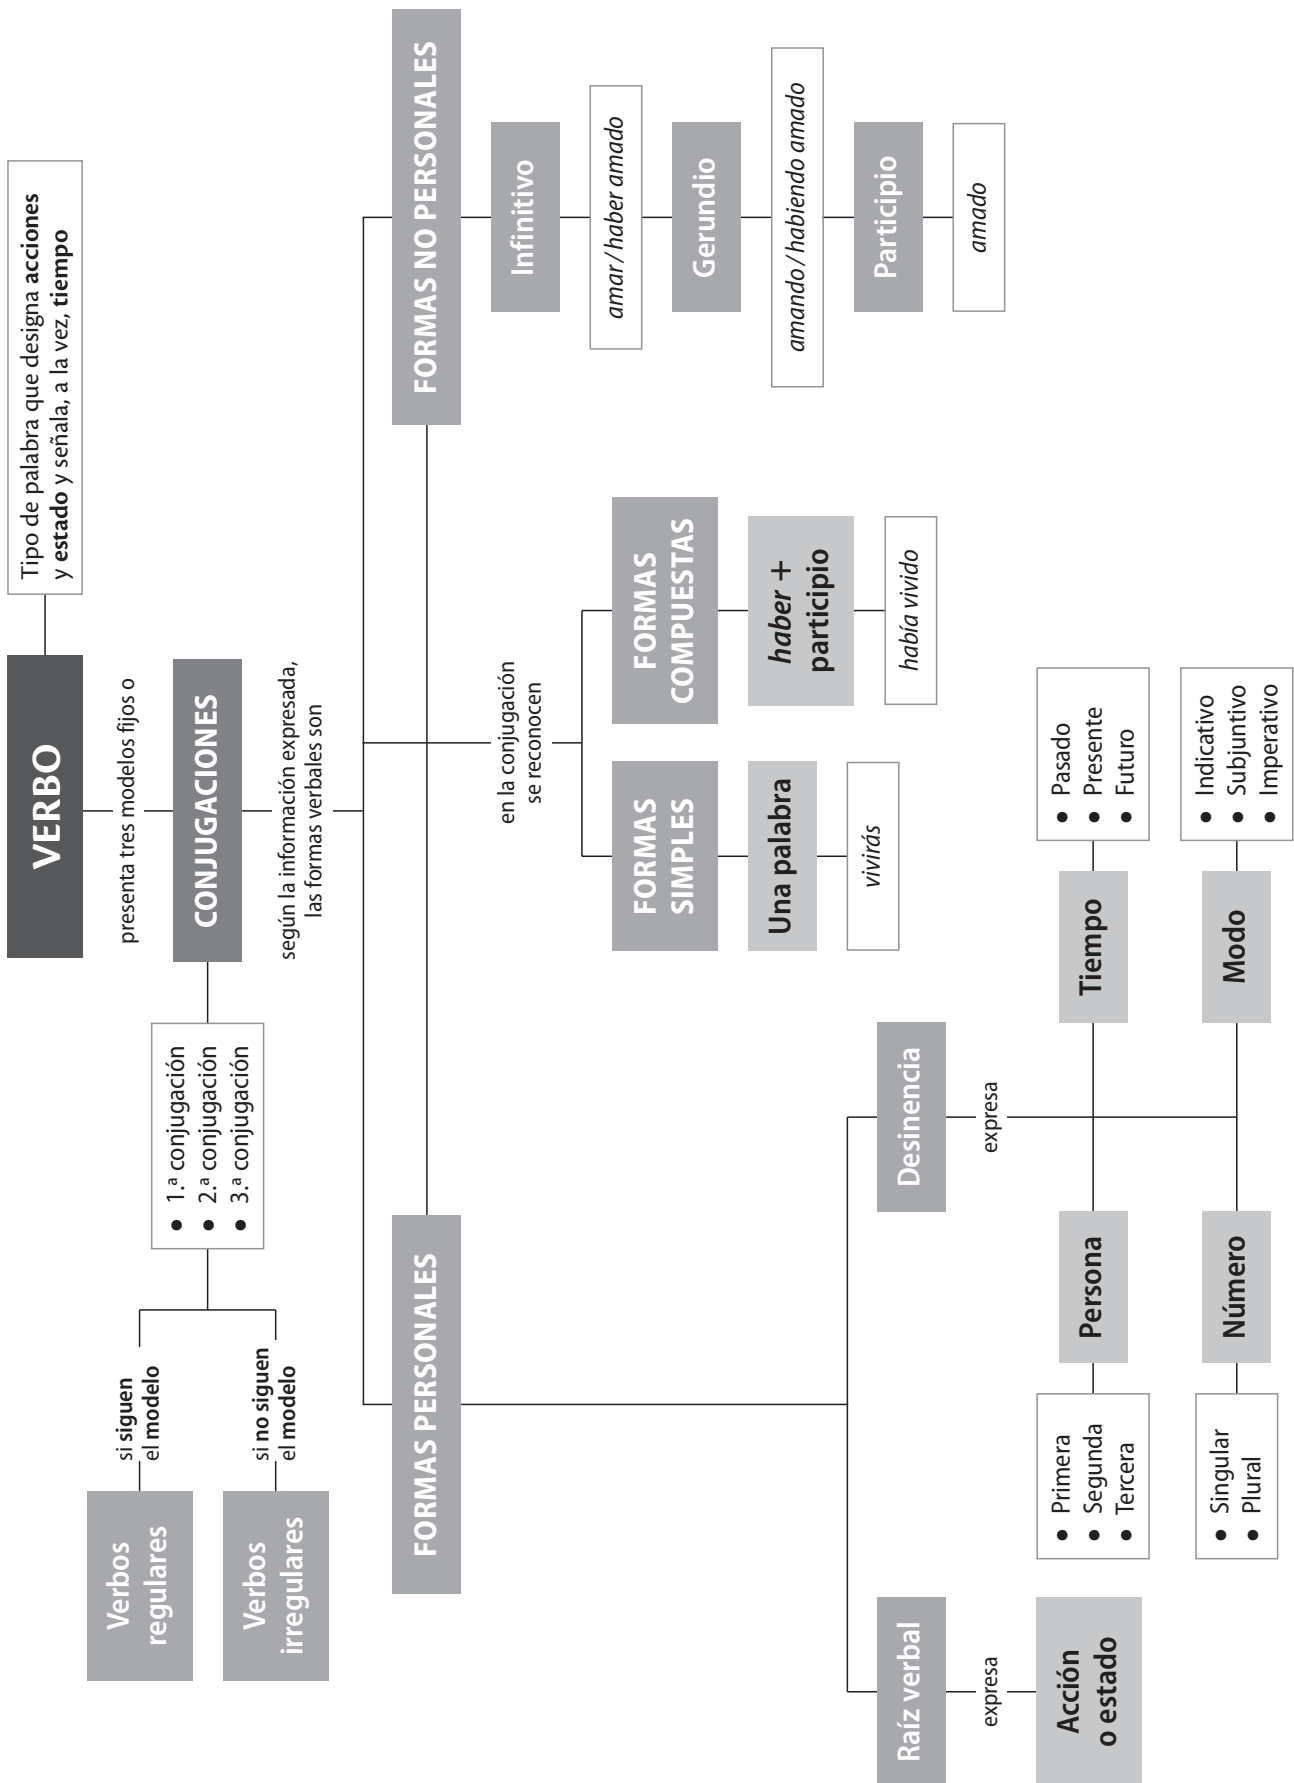 VERBO
Tipo de palabra que designa acciones
y estado y señala, a la vez, tiempo
presenta tres modelos fijos o
CONJUGACIONES
• 1.ª conjugación
• 2.ª conjugación
• 3.ª conjugación
si siguen
el modelo
Verbos
regulares
si no siguen
el modelo
Verbos
irregulares
según la información expresada,
las formas verbales son
FORMAS PERSONALES
FORMAS NO PERSONALES
Raíz verbal
expresa
Acción
o estado
Desinencia
expresa
Persona
• Primera
• Segunda
• Tercera
Número
• Singular
• Plural
Tiempo
• Pasado
• Presente
• Futuro
Modo
• Indicativo
• Subjuntivo
• Imperativo
en la conjugación
se reconocen
FORMAS
SIMPLES
Una palabra
vivirás
FORMAS
COMPUESTAS
haber +
participio
había vivido
Infinitivo
amar / haber amado
Gerundio
amando / habiendo amado
Participio
amado